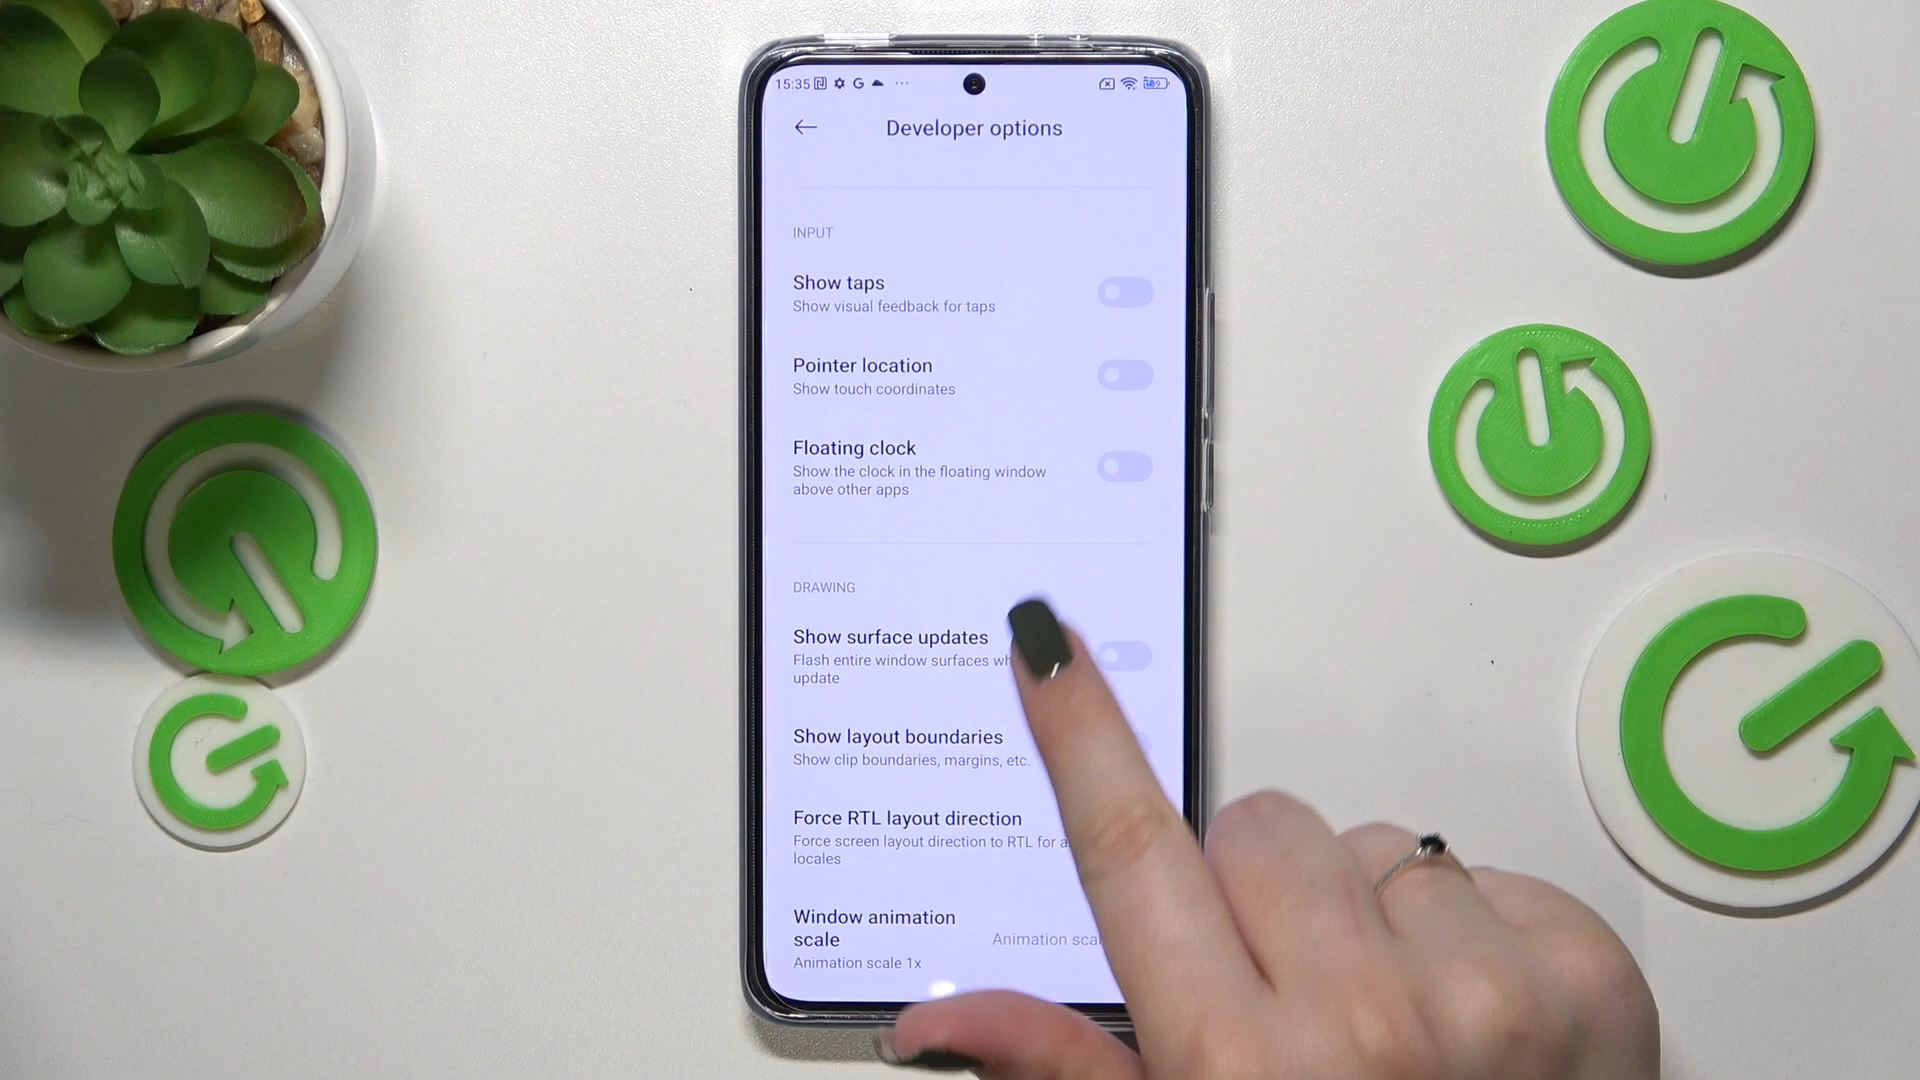 15:35
Developer options
INPUT
Show taps
Show visual feedback for taps
Pointer location
Show touch coordinates
Floating clock
Show the clock in the floating window
above other apps
DRAWING
Show surface updates
Flash entire window surfaces
update
Show layout boundaries
Show clip boundaries, margins, etc.
Force RTL layout direction
Force screen layout direction to RTL for
locales
Window animation
scale
Animation
Animation scale 1x